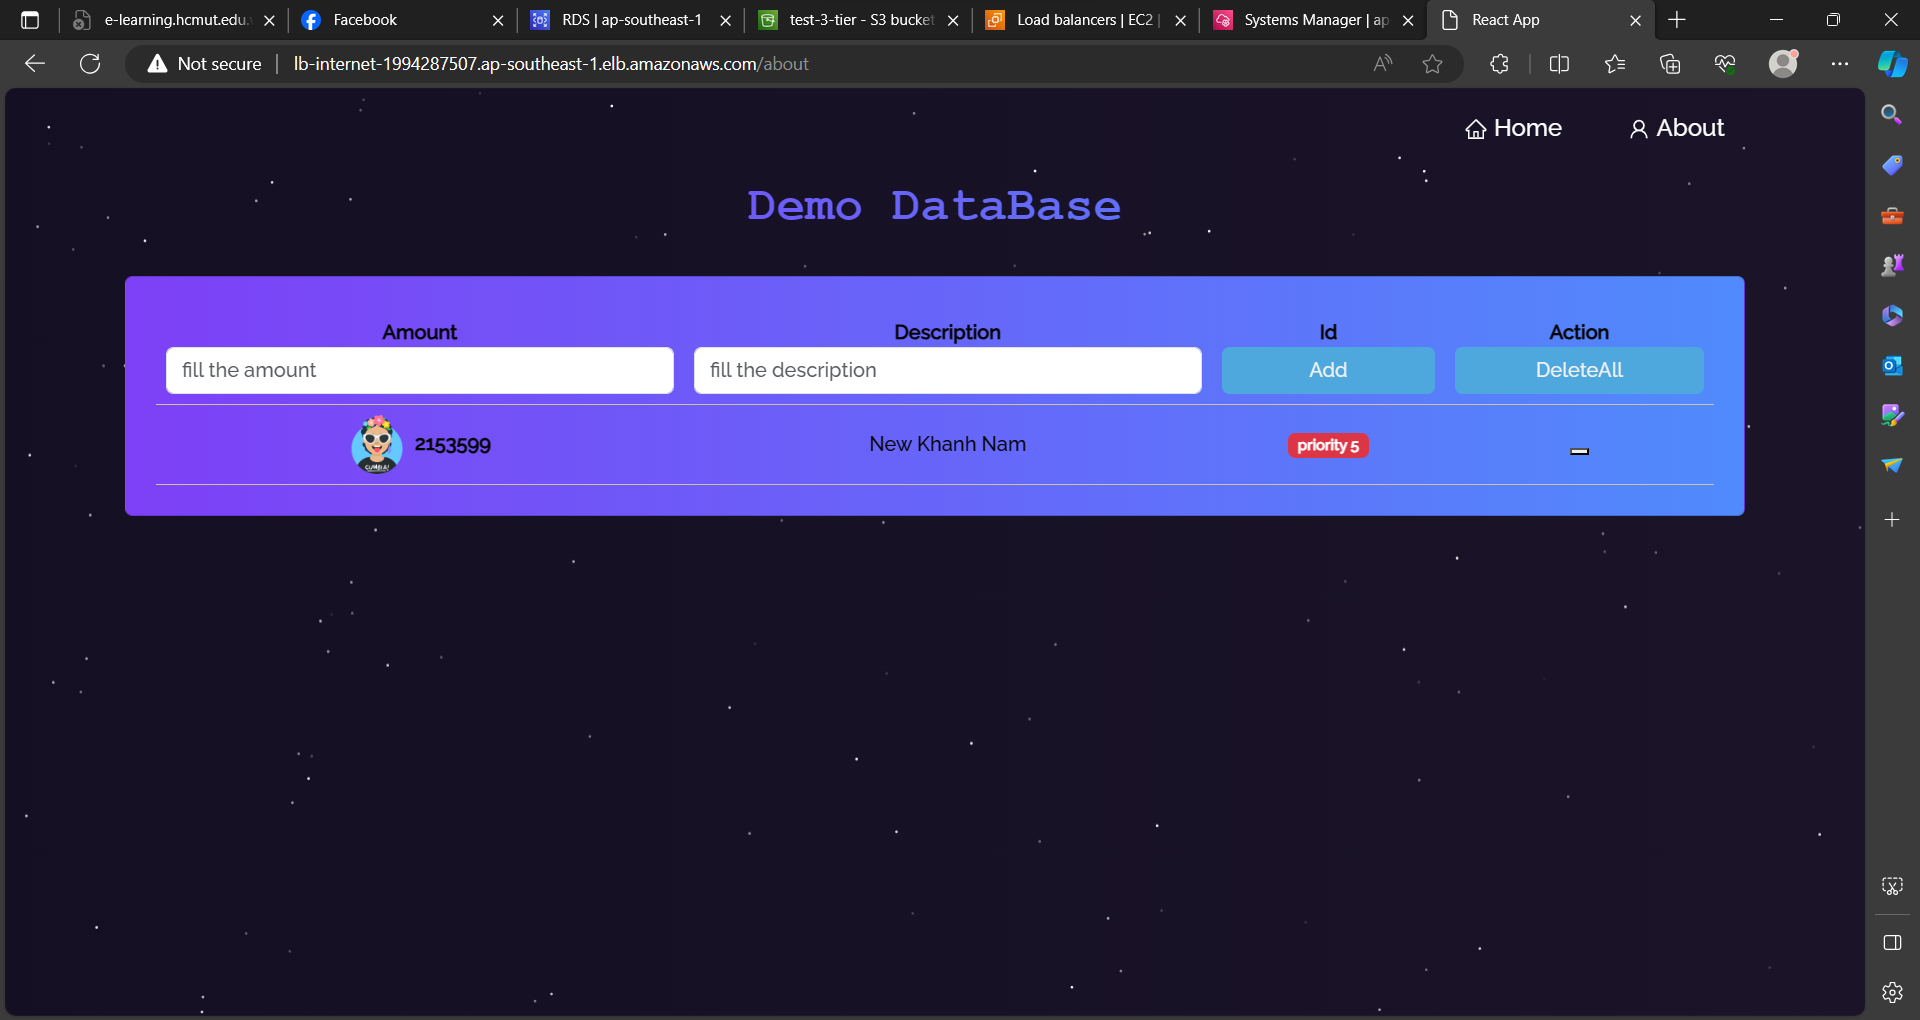 e-learning.hcmut.edu.
Facebook
RDS | ap-southeast-1
test-3-tier - S3 bucket
Load balancers | EC2 |
Systems Manager | ap
React App
Not secure
lb-internet-1994287507.ap-southeast-1.elb.amazonaws.com/about
Home
About
Demo DataBase
Amount
Description
Id
Action
fill the amount
fill the description
Add
DeleteAll
2153599
New Khanh Nam
priority 5